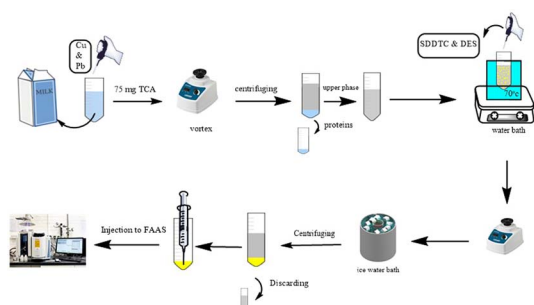 Cu
&
Pb
MILK
75 mg TCA
vortex
centrifuging
proteins
upper phase
SDDTC & DES
70°c
water bath
ice water bath
Centrifuging
Discarding
Injection to FAAS